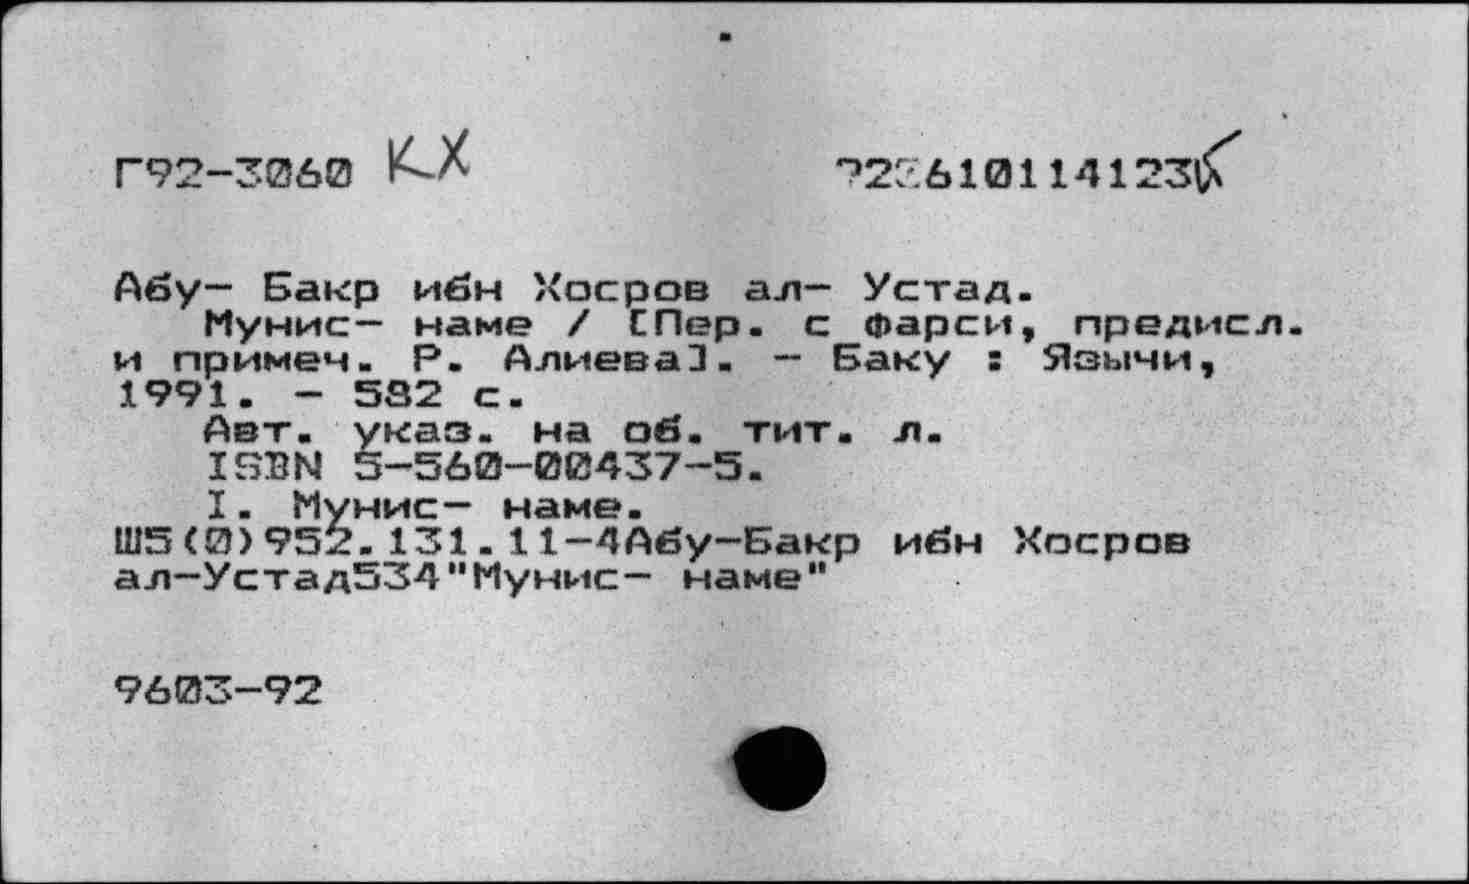 Г92-3060 КХ
Абу- Бакр ибн Хосров ал- Устад.
Мунис- наме / [Пер. с фарси, предисл.
и примеч. Р. Алиева]. - Баку : Язычи,
1991. - 582 с.
Авт. указ. на об. тит. л.
ISBN 5-560-00437-5.
I. Мунис- наме.
Ш5(0)952.131.11-4Абу-Бакр ибн Хосров
ал-Устад534"Мунис- наме"
9603-92